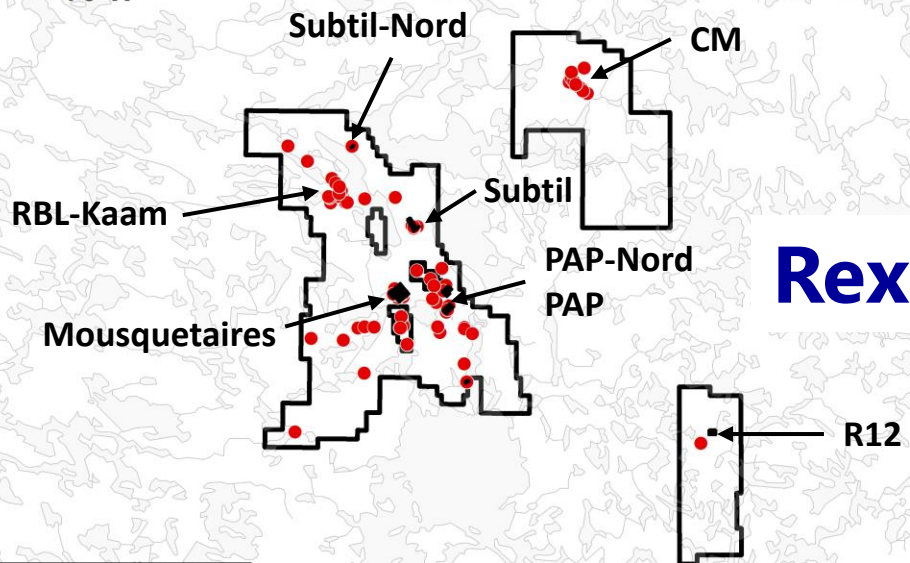 Subtil-Nord
CM
RBL-Kaam
Subtil
PAP-Nord
PAP
Rex
Mousquetaires
R12